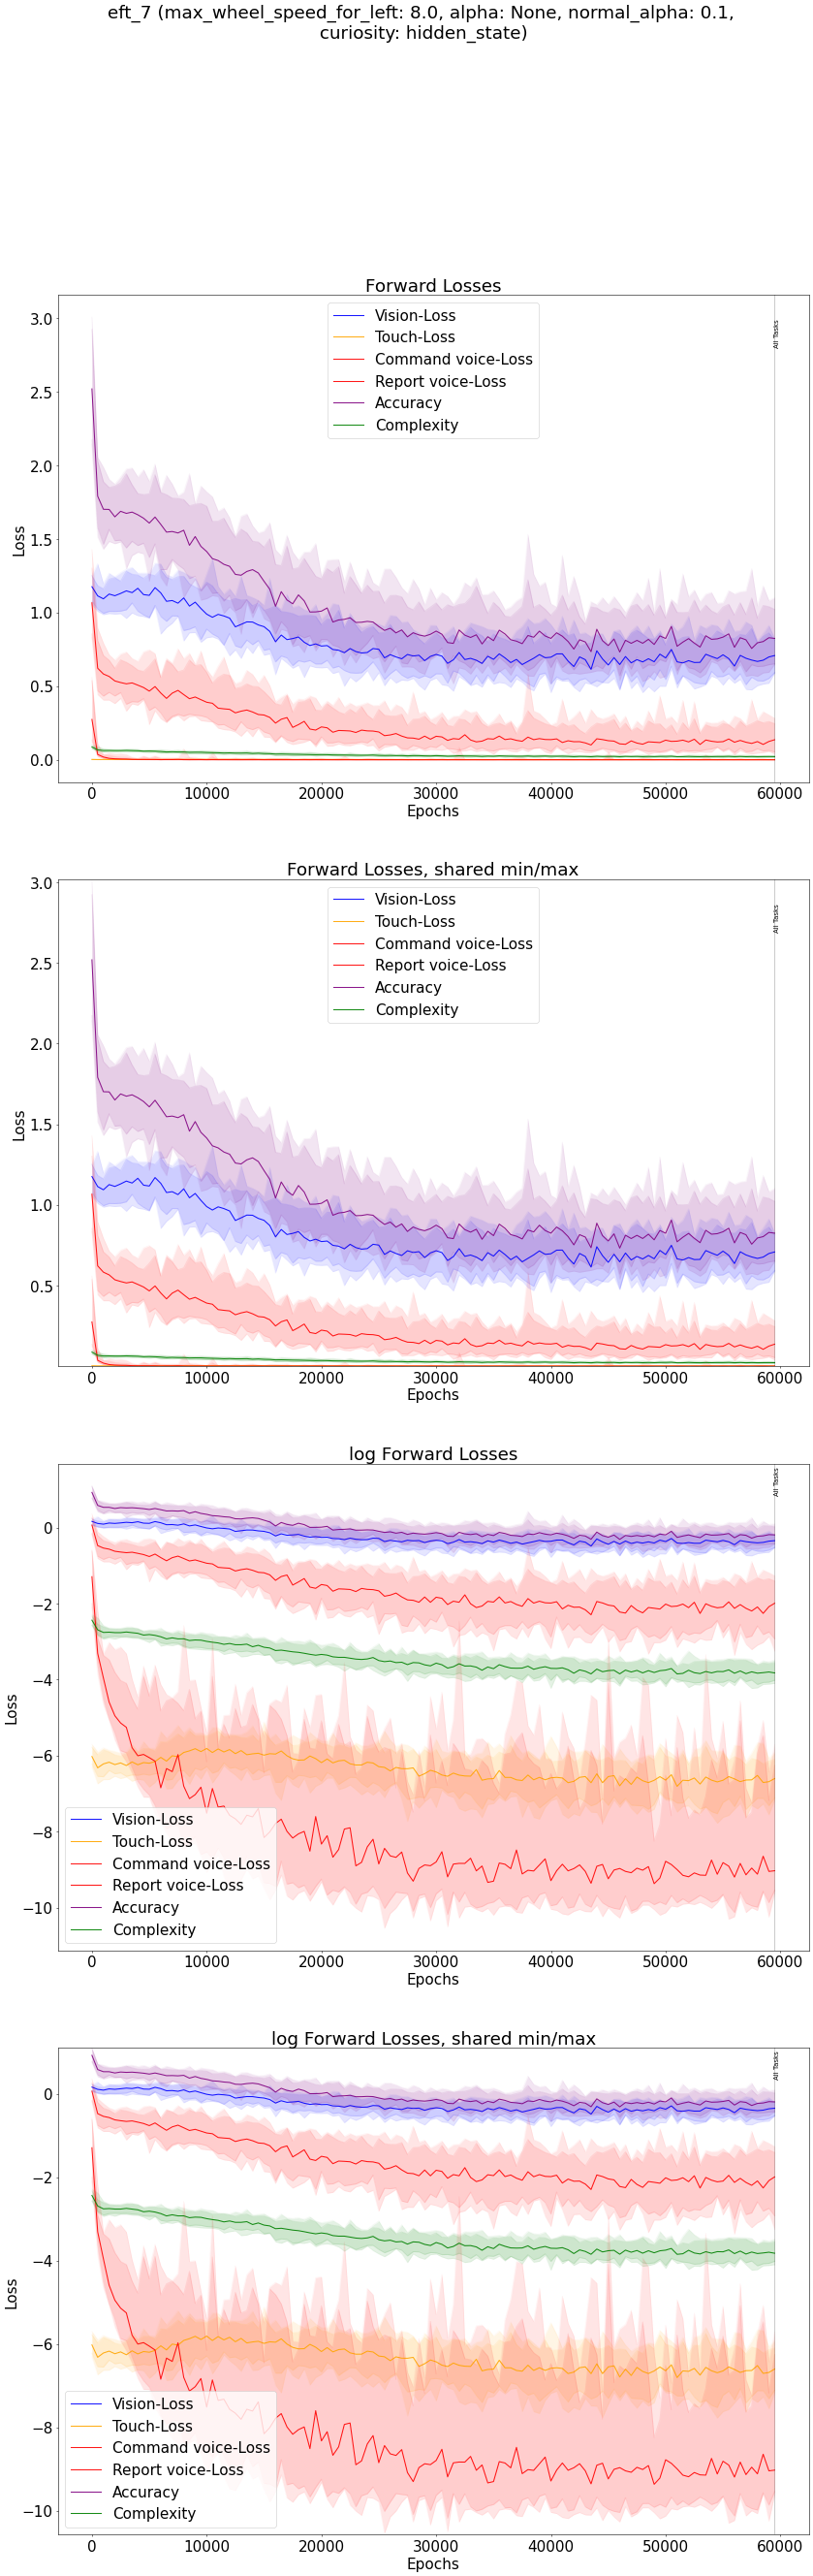 eft_7 (max_wheel_speed_for_left: 8.0, alpha: None, normal_alpha: 0.1,
curiosity: hidden_state)
Forward Losses
3.0
2.5
2.0
1.5
1.0
0.5
0.0
Loss
Vision-Loss
Touch-Loss
Command voice-Loss
Report voice-Loss
Accuracy
Complexity
All Tasks
0 10000 20000 30000 40000 50000 60000
Epochs
Forward Losses, shared min/max
3.0
2.5
2.0
1.5
1.0
0.5
Loss
Vision-Loss
Touch-Loss
Command voice-Loss
Report voice-Loss
Accuracy
Complexity
All Tasks
0 10000 20000 30000 40000 50000 60000
Epochs
log Forward Losses
0
−2
−4
−6
−8
−10
Loss
Vision-Loss
Touch-Loss
Command voice-Loss
Report voice-Loss
Accuracy
Complexity
All Tasks
0 10000 20000 30000 40000 50000 60000
Epochs
log Forward Losses, shared min/max
0
−2
−4
−6
−8
−10
Loss
Vision-Loss
Touch-Loss
Command voice-Loss
Report voice-Loss
Accuracy
Complexity
All Tasks
0 10000 20000 30000 40000 50000 60000
Epochs